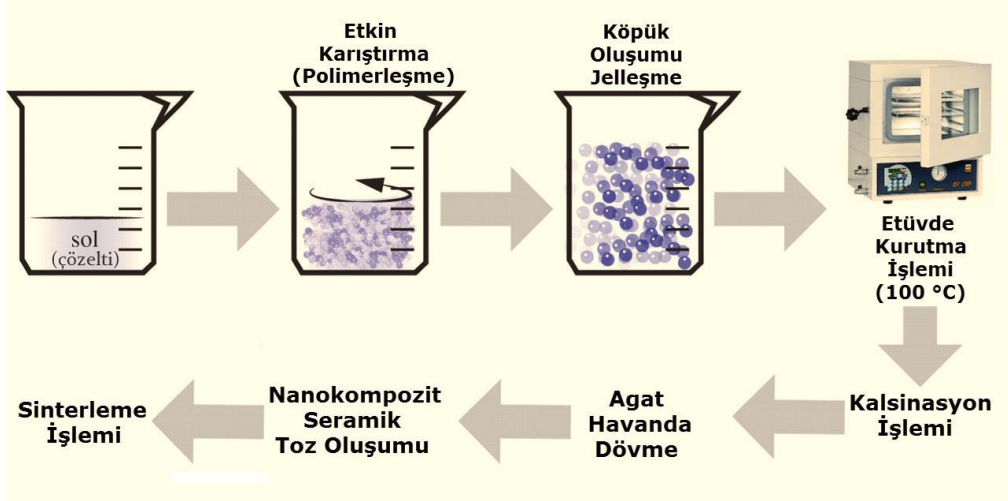 sol
(çözelti)
Etkin
Karıştırma
(Polimerleşme)
Köpük
Oluşumu
Jelleşme
Etüvde
Kurutma
İşlemi
(100 °C)
Kalsinasyon
İşlemi
Agat
Havanda
Dövme
Nanokompozit
Seramik
Toz Oluşumu
Sinterleme
İşlemi